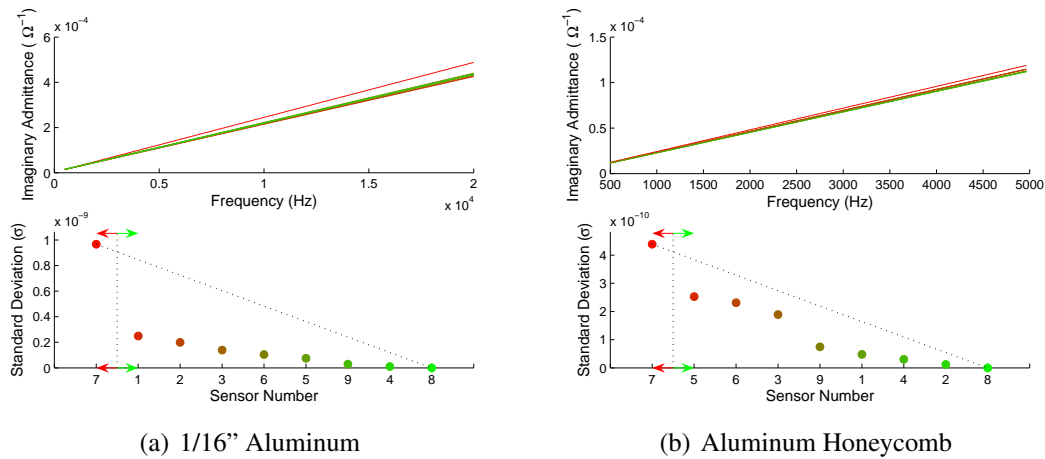 x 10⁻⁴
6
4
2
0
Imaginary Admittance ( Ω⁻¹)
0 0.5 1 1.5 2
Frequency (Hz)
x 10⁴
x 10⁻⁹
1
0.8
0.6
0.4
0.2
0
Standard Deviation (σ)
7 1 2 3 6 5 9 4 8
Sensor Number
(a) 1/16” Aluminum
x 10⁻⁴
1.5
1
0.5
0
Imaginary Admittance ( Ω⁻¹)
500 1000 1500 2000 2500 3000 3500 4000 4500 5000
Frequency (Hz)
x 10⁻¹⁰
4
3
2
1
0
Standard Deviation (σ)
7 5 6 3 9 1 4 2 8
Sensor Number
(b) Aluminum Honeycomb